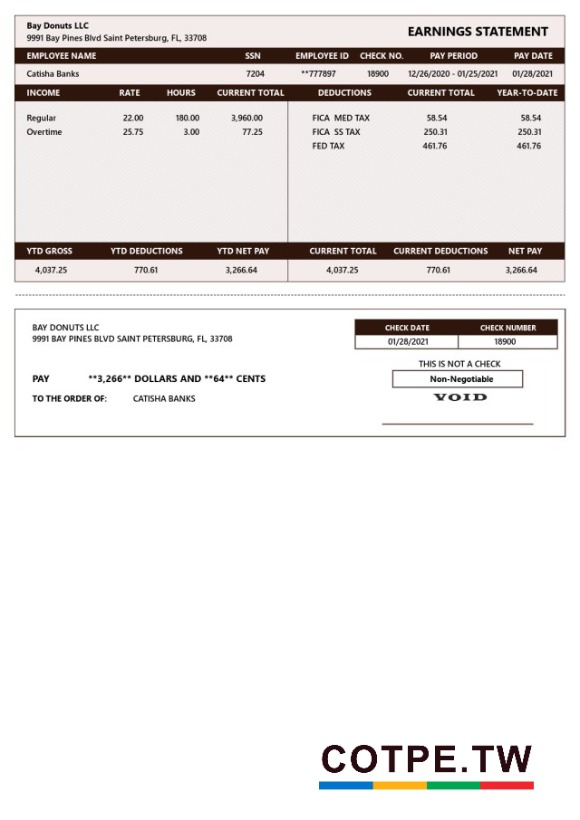 Bay Donuts LLC
9991 Bay Pines Blvd Saint Petersburg, FL, 33708
EARNINGS STATEMENT
EMPLOYEE NAME SSN EMPLOYEE ID CHECK NO. PAY PERIOD PAY DATE
Catisha Banks 7204 **777897 18900 12/26/2020 - 01/25/2021 01/28/2021
INCOME RATE HOURS CURRENT TOTAL DEDUCTIONS CURRENT TOTAL YEAR-TO-DATE
Regular 22.00 180.00 3,960.00 FICA MED TAX 58.54 58.54
Overtime 25.75 3.00 77.25 FICA SS TAX 250.31 250.31
FED TAX 461.76 461.76
YTD GROSS YTD DEDUCTIONS YTD NET PAY CURRENT TOTAL CURRENT DEDUCTIONS NET PAY
4,037.25 770.61 3,266.64 4,037.25 770.61 3,266.64
BAY DONUTS LLC
9991 BAY PINES BLVD SAINT PETERSBURG, FL, 33708
CHECK DATE CHECK NUMBER
01/28/2021 18900
THIS IS NOT A CHECK
PAY **3,266** DOLLARS AND **64** CENTS
Non-Negotiable
TO THE ORDER OF: CATISHA BANKS
VOID
COTPE.TW